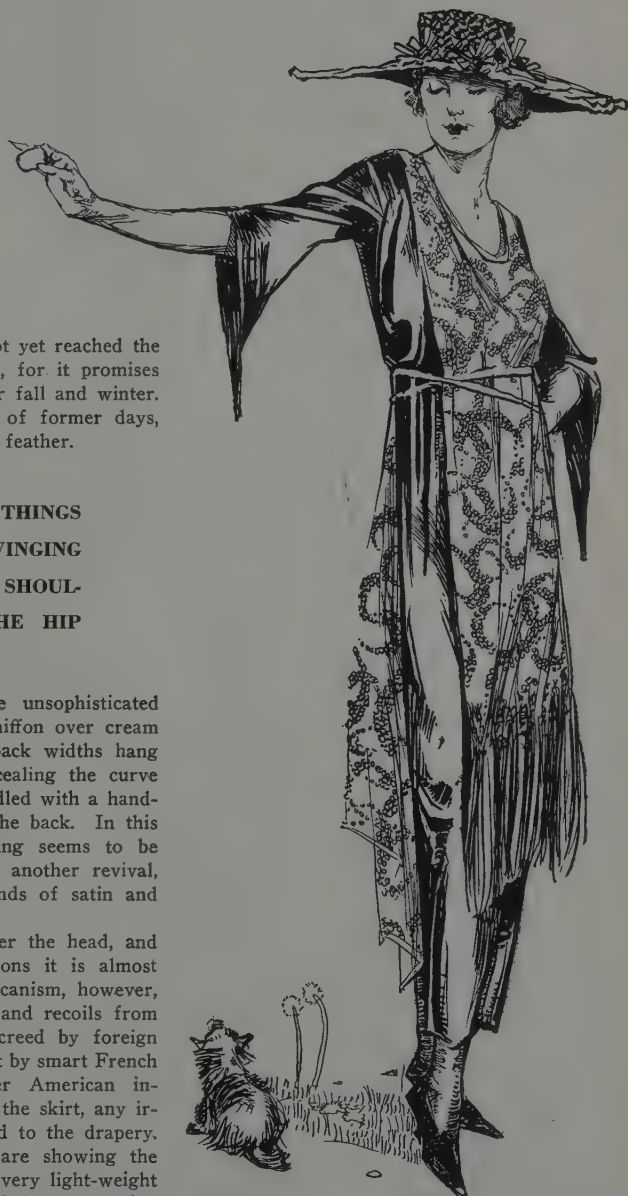 ot yet reached the
, for it promises
r fall and winter.
of former days,
feather.
THINGS
VINGING
SHOUL-
HE HIP
e unsophisticated
iffon over cream
ack widths hang
cealing the curve
dled with a hand-
he back. In this
ng seems to be
another revival,
nds of satin and
er the head, and
ons it is almost
canism, however,
and recoils from
creed by foreign
t by smart French
er American in-
the skirt, any ir-
d to the drapery.
are showing the
very light-weight